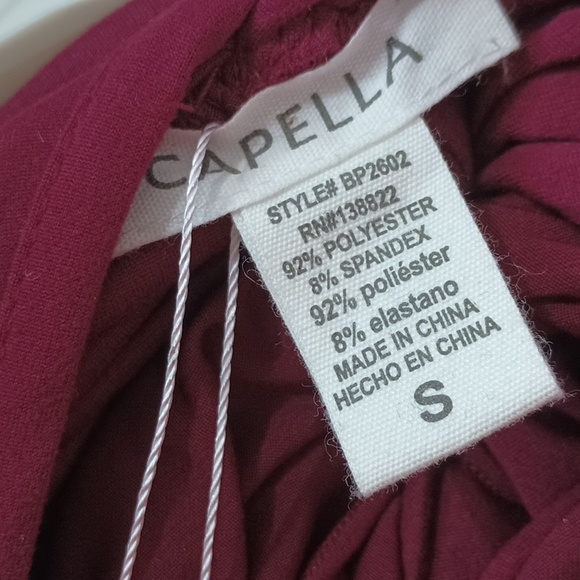 CAPELLA
STYLE# BP2602
RN#138822
92% POLYESTER
8% SPANDEX
92% poliéster
8% elastano
MADE IN CHINA
HECHO EN CHINA
S